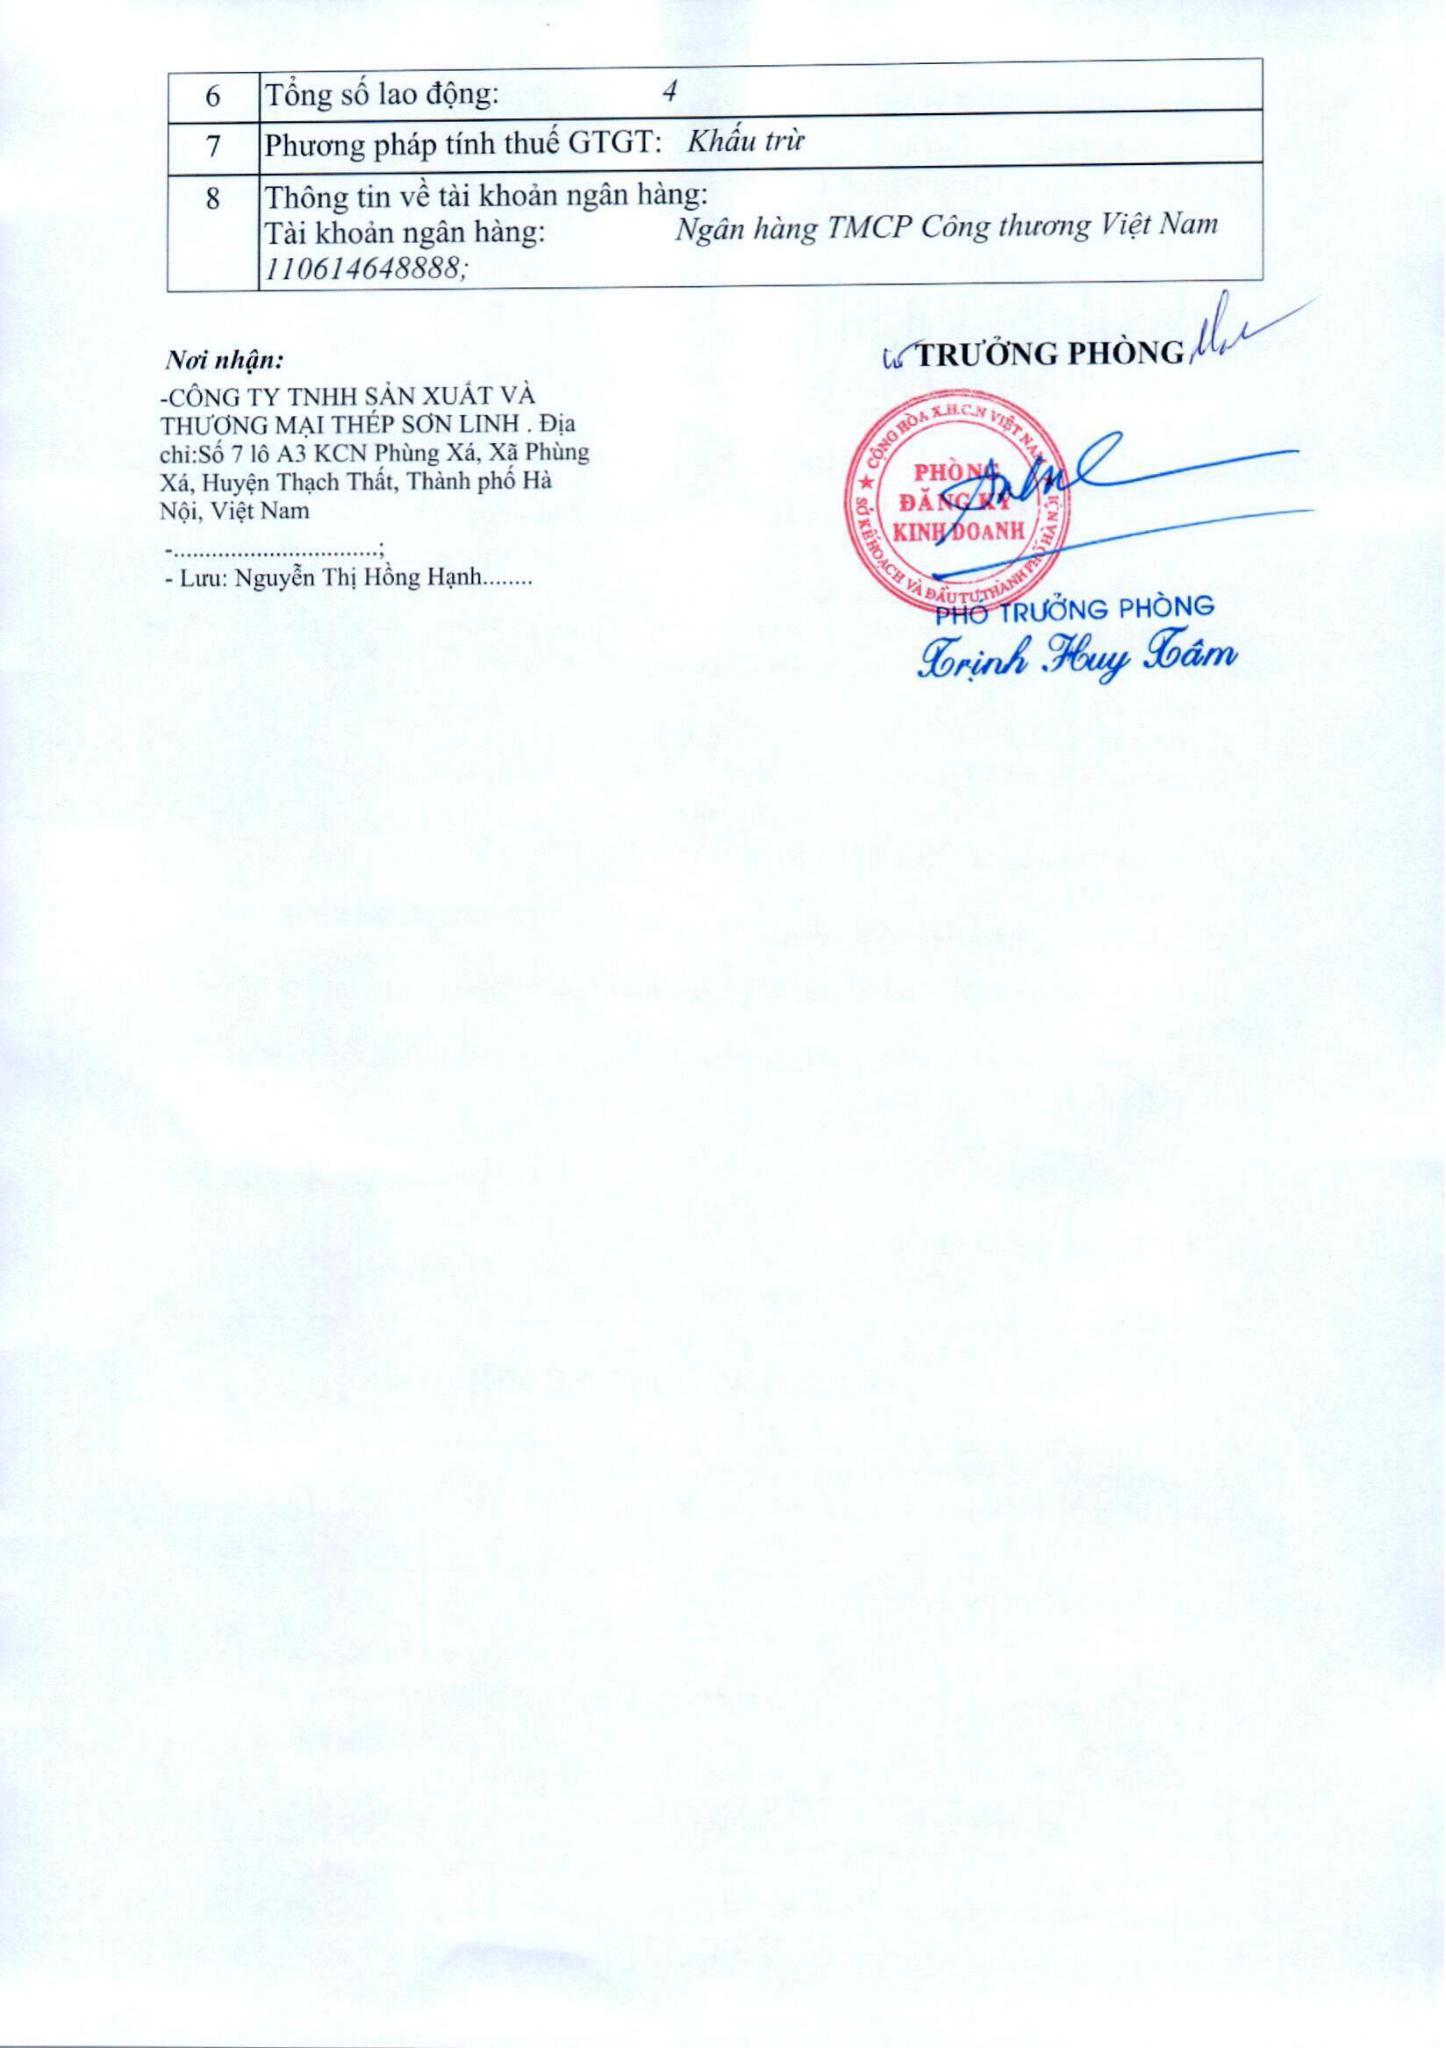 6 Tổng số lao động: 4
7 Phương pháp tính thuế GTGT: Khấu trừ
8 Thông tin về tài khoản ngân hàng:
Tài khoản ngân hàng: Ngân hàng TMCP Công thương Việt Nam
110614648888;
Nơi nhận:
-CÔNG TY TNHH SẢN XUẤT VÀ
THƯƠNG MẠI THÉP SƠN LINH . Địa
chỉ:Số 7 lô A3 KCN Phùng Xá, Xã Phùng
Xá, Huyện Thạch Thất, Thành phố Hà
Nội, Việt Nam
-................................;
- Lưu: Nguyễn Thị Hồng Hạnh........
TRƯỞNG PHÒNG
CỘNG HÒA X.H.C.N VIỆT NAM
PHÒNG
ĐĂNG KÝ
KINH DOANH
SỞ KẾ HOẠCH VÀ ĐẦU TƯ THÀNH PHỐ HÀ NỘI
PHÓ TRƯỞNG PHÒNG
Trịnh Huy Tâm